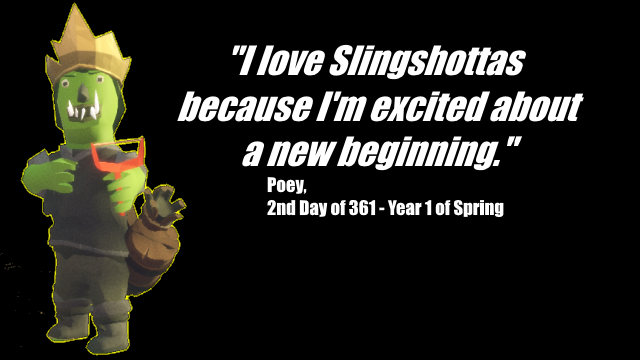 "I love Slingshottas
because I'm excited about
a new beginning."
Poey,
2nd Day of 361 - Year 1 of Spring